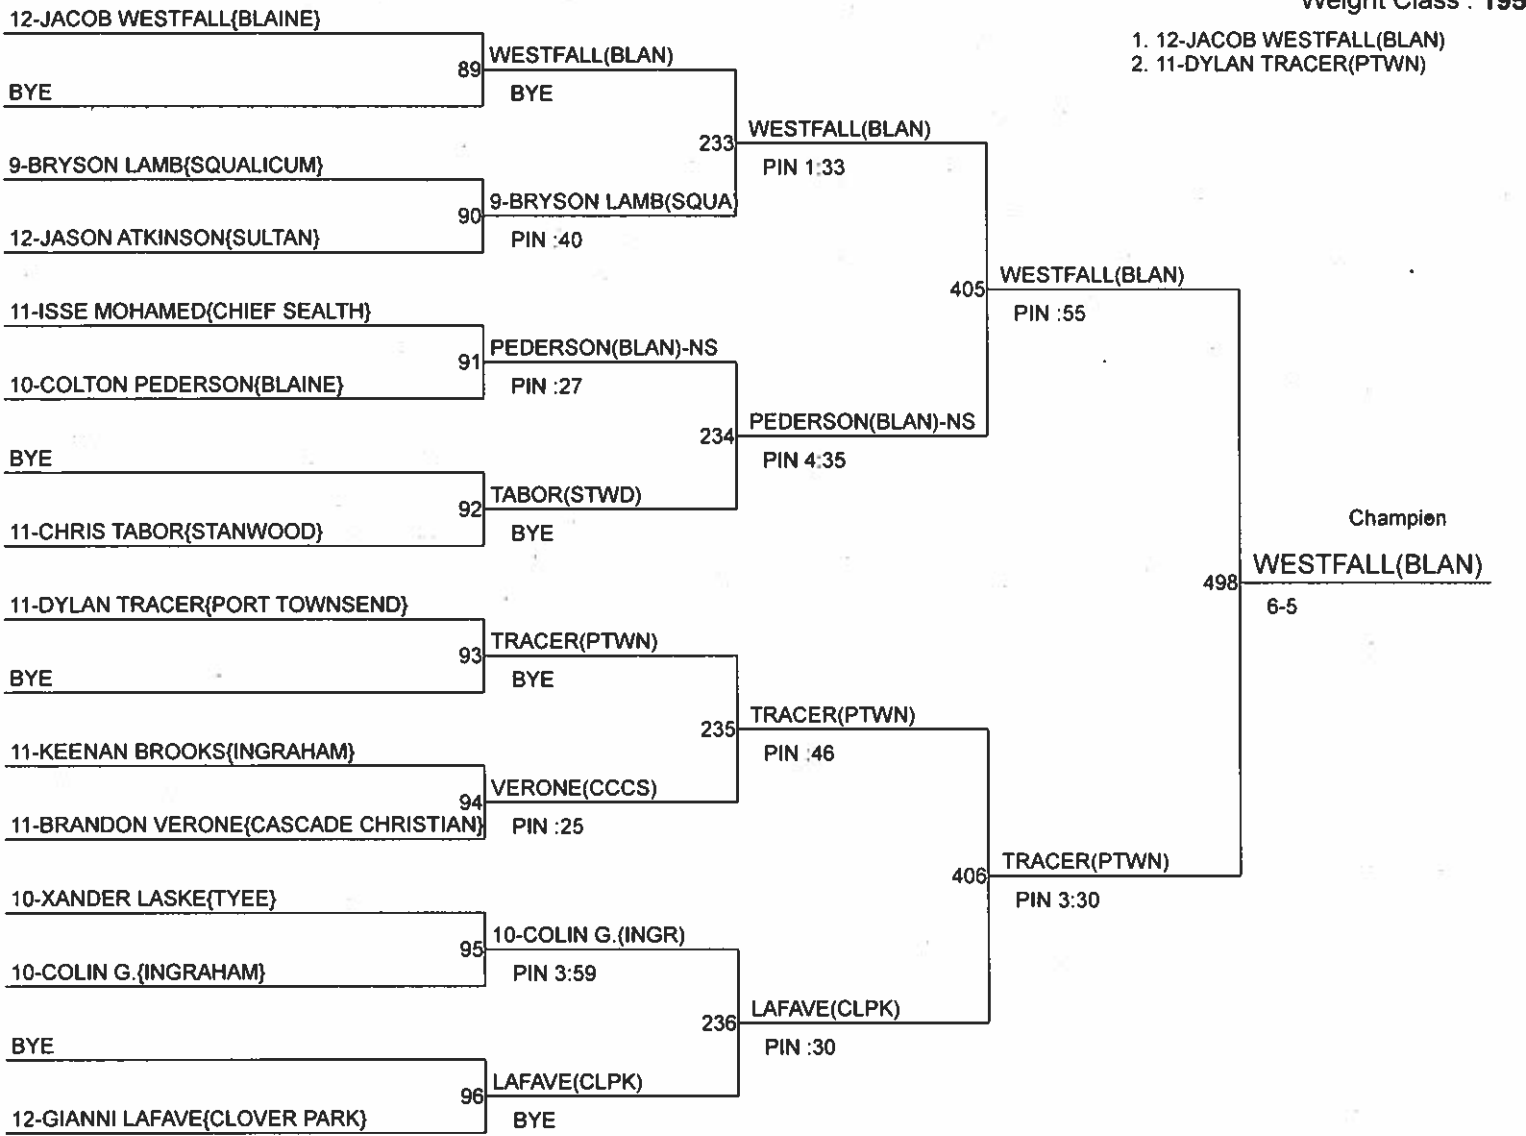 Weight Class : 195
1. 12-JACOB WESTFALL(BLAN)
2. 11-DYLAN TRACER(PTWN)
12-JACOB WESTFALL{BLAINE}
89 WESTFALL(BLAN)
BYE
BYE
233 WESTFALL(BLAN)
PIN 1:33
9-BRYSON LAMB{SQUALICUM}
90 9-BRYSON LAMB(SQUA)
12-JASON ATKINSON{SULTAN}
PIN :40
405 WESTFALL(BLAN)
PIN :55
11-ISSE MOHAMED{CHIEF SEALTH}
91 PEDERSON(BLAN)-NS
10-COLTON PEDERSON{BLAINE}
PIN :27
234 PEDERSON(BLAN)-NS
PIN 4:35
BYE
92 TABOR(STWD)
11-CHRIS TABOR{STANWOOD}
BYE
Champion
498 WESTFALL(BLAN)
6-5
11-DYLAN TRACER{PORT TOWNSEND}
93 TRACER(PTWN)
BYE
BYE
235 TRACER(PTWN)
PIN :46
11-KEENAN BROOKS{INGRAHAM}
94 VERONE(CCCS)
11-BRANDON VERONE{CASCADE CHRISTIAN}
PIN :25
406 TRACER(PTWN)
PIN 3:30
10-XANDER LASKE{TYEE}
95 10-COLIN G.(INGR)
10-COLIN G.{INGRAHAM}
PIN 3:59
236 LAFAVE(CLPK)
PIN :30
BYE
96 LAFAVE(CLPK)
12-GIANNI LAFAVE{CLOVER PARK}
BYE